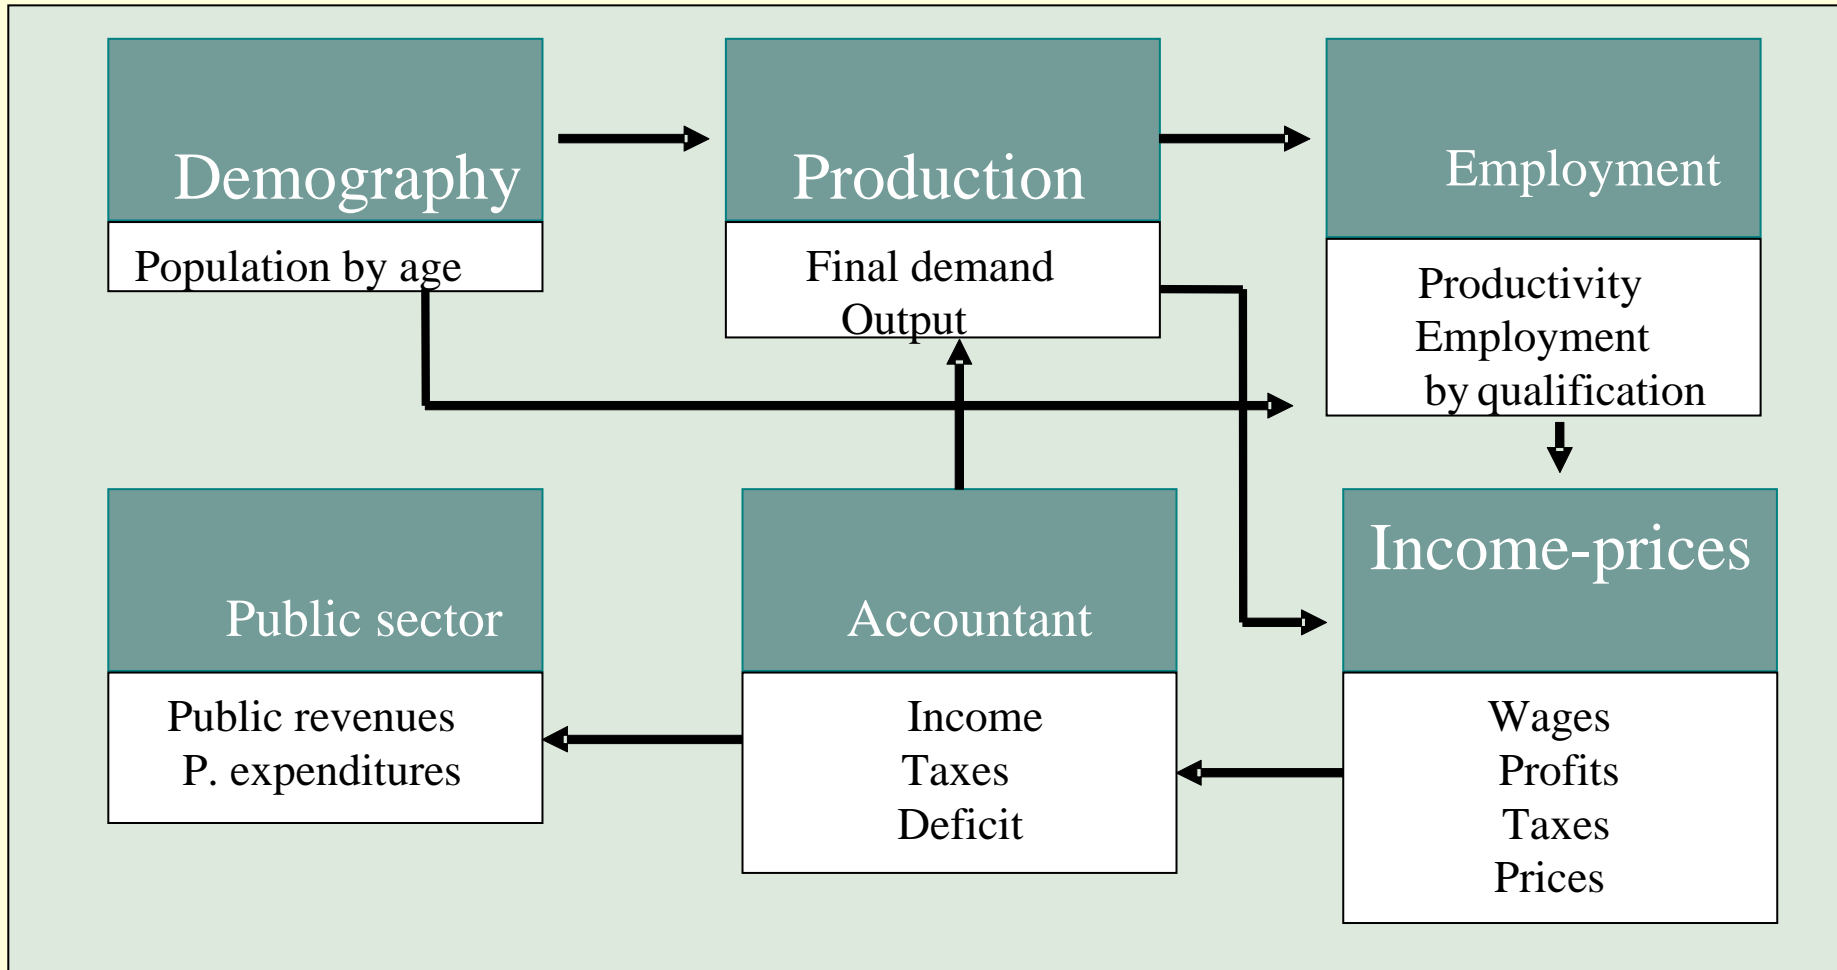 Demography
Population by age
Production
Final demand
Output
Employment
Productivity
Employment
by qualification
Public sector
Public revenues
P. expenditures
Accountant
Income
Taxes
Deficit
Income-prices
Wages
Profits
Taxes
Prices